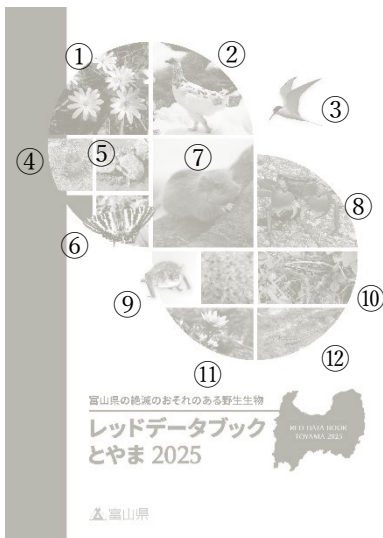 ①
②
③
④
⑤
⑦
⑧
⑥
⑨
⑩
⑪
⑫
富山県の絶滅のおそれのある野生生物
レッドデータブック
とやま 2025
RED DATA BOOK
TOYAMA 2025
富山県